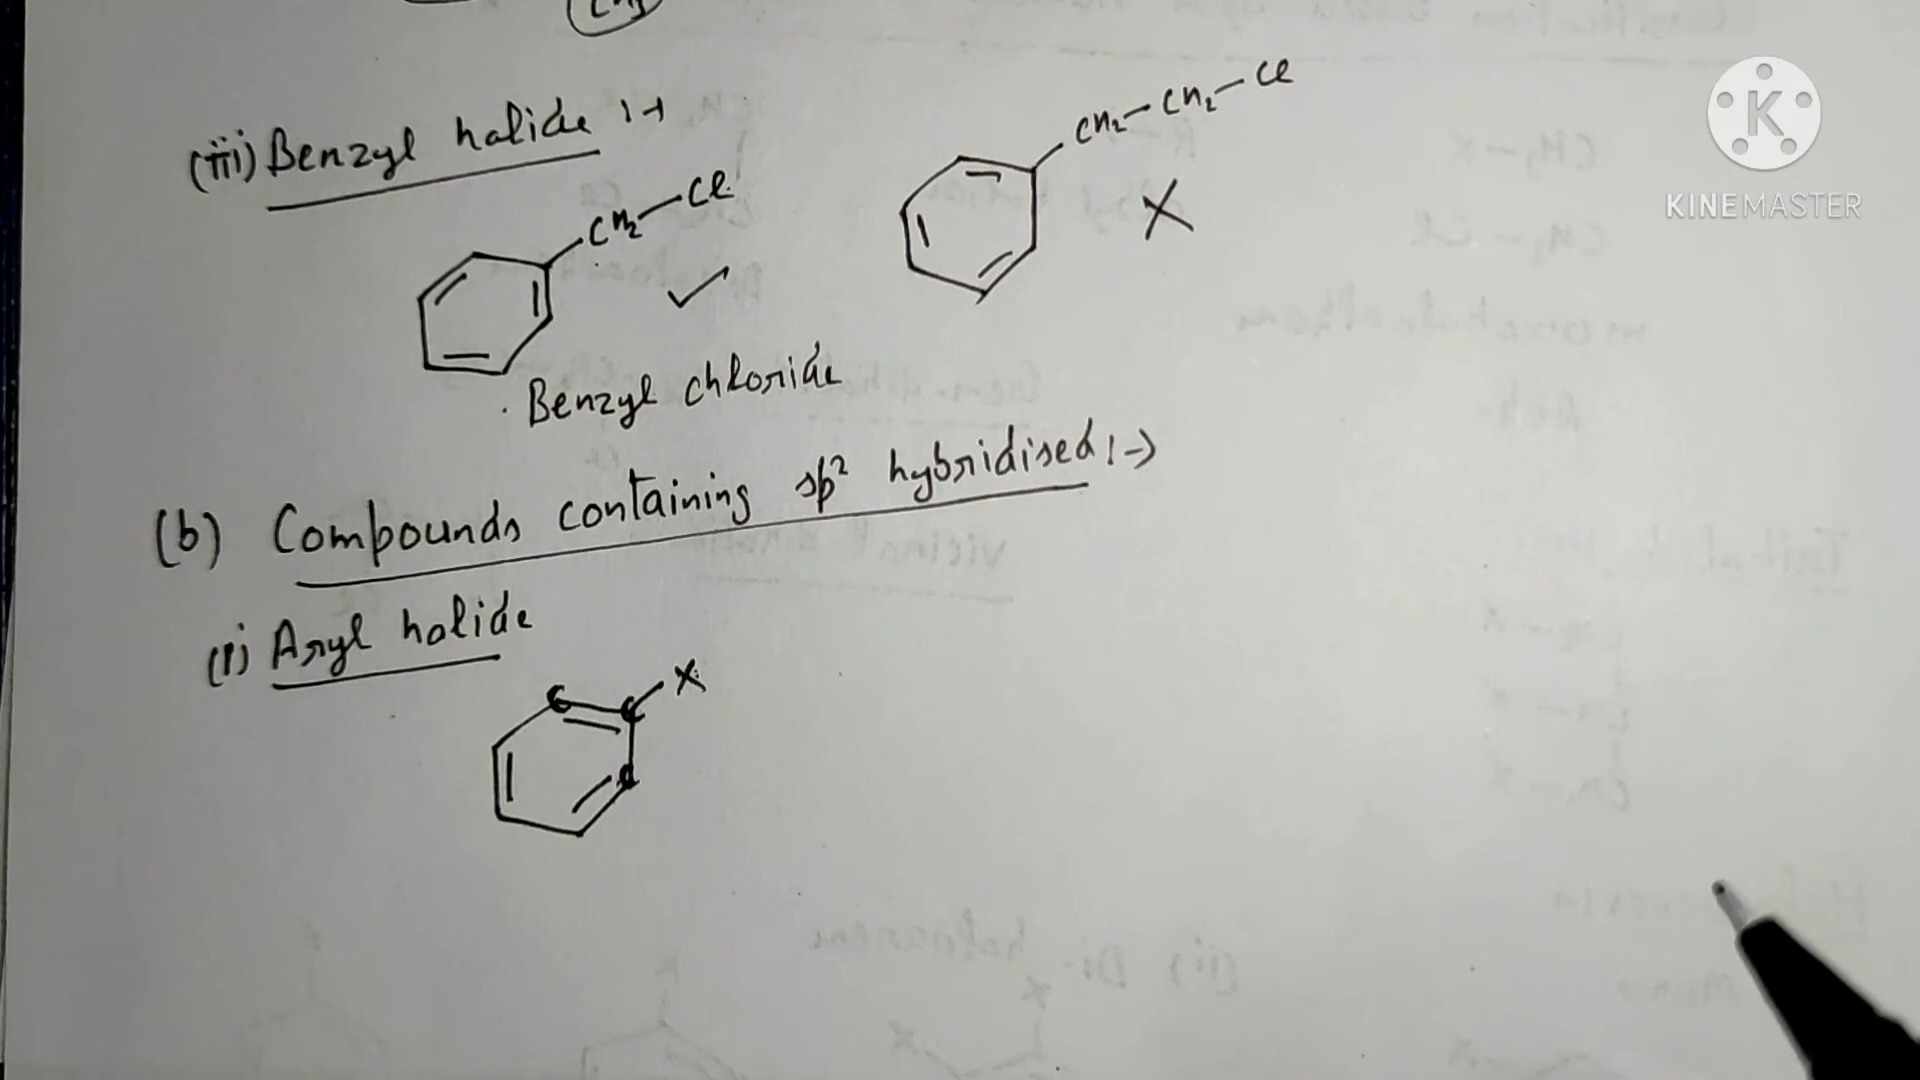 (iii) Benzyl halide :→
CH2—CH2—Cl
CH2—Cl
X
✓
Benzyl chloride
(b) Compounds containing sp² hybridised :→
(i) Aryl halide
C
C
X
C
K
KINEMASTER